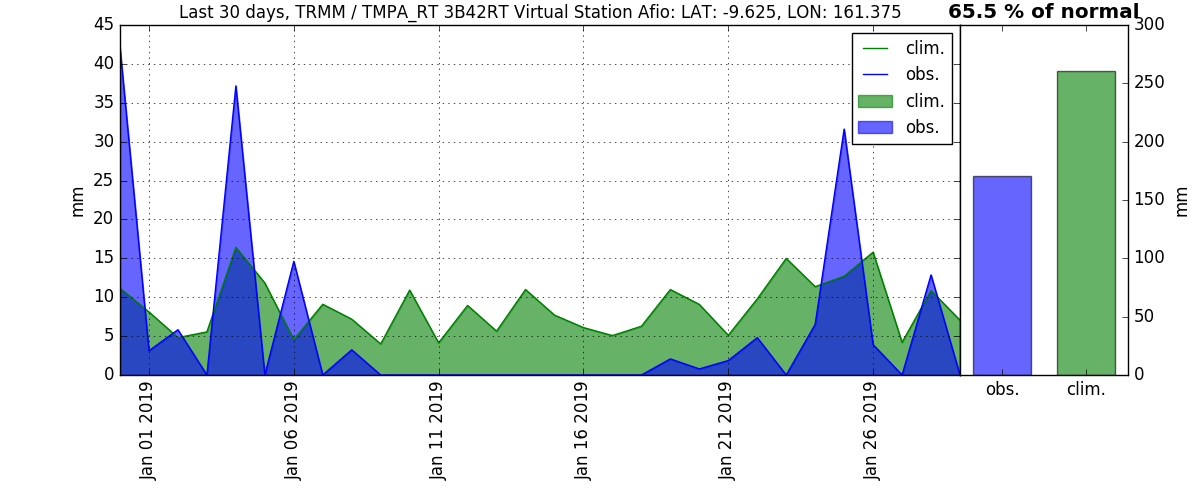 Last 30 days, TRMM / TMPA_RT 3B42RT Virtual Station Afio: LAT: -9.625, LON: 161.375
65.5 % of normal
45
40
35
30
25
20
15
10
5
0
mm
clim.
obs.
clim.
obs.
Jan 01 2019
Jan 06 2019
Jan 11 2019
Jan 16 2019
Jan 21 2019
Jan 26 2019
300
250
200
150
100
50
0
mm
obs.
clim.